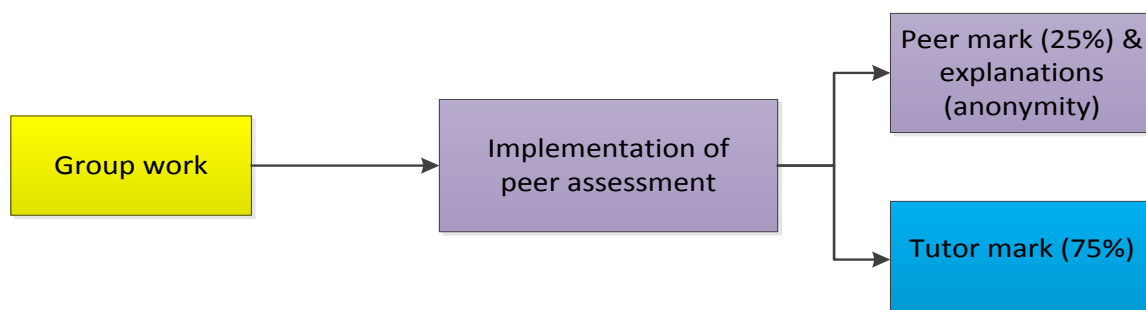 Group work
Implementation of
peer assessment
Peer mark (25%) &
explanations
(anonymity)
Tutor mark (75%)